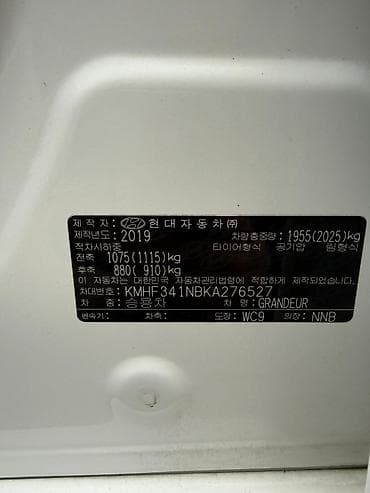 제 작 자: HYUNDAI 현대자동차㈜
제작년도: 2019 차량총중량: 1955(2025)kg
적차시하중 타이어형식 공기압 림형식
전축 1075(1115)kg
후축 880( 910)kg
이 자동차는 대한민국 자동차관리법령에 적합하게 제작되었습니다.
차대번호: KMHF341NBKA276527
차 종: 승용차 차 명: GRANDEUR
변속기: 차축: 도장: WC9 의장: NNB